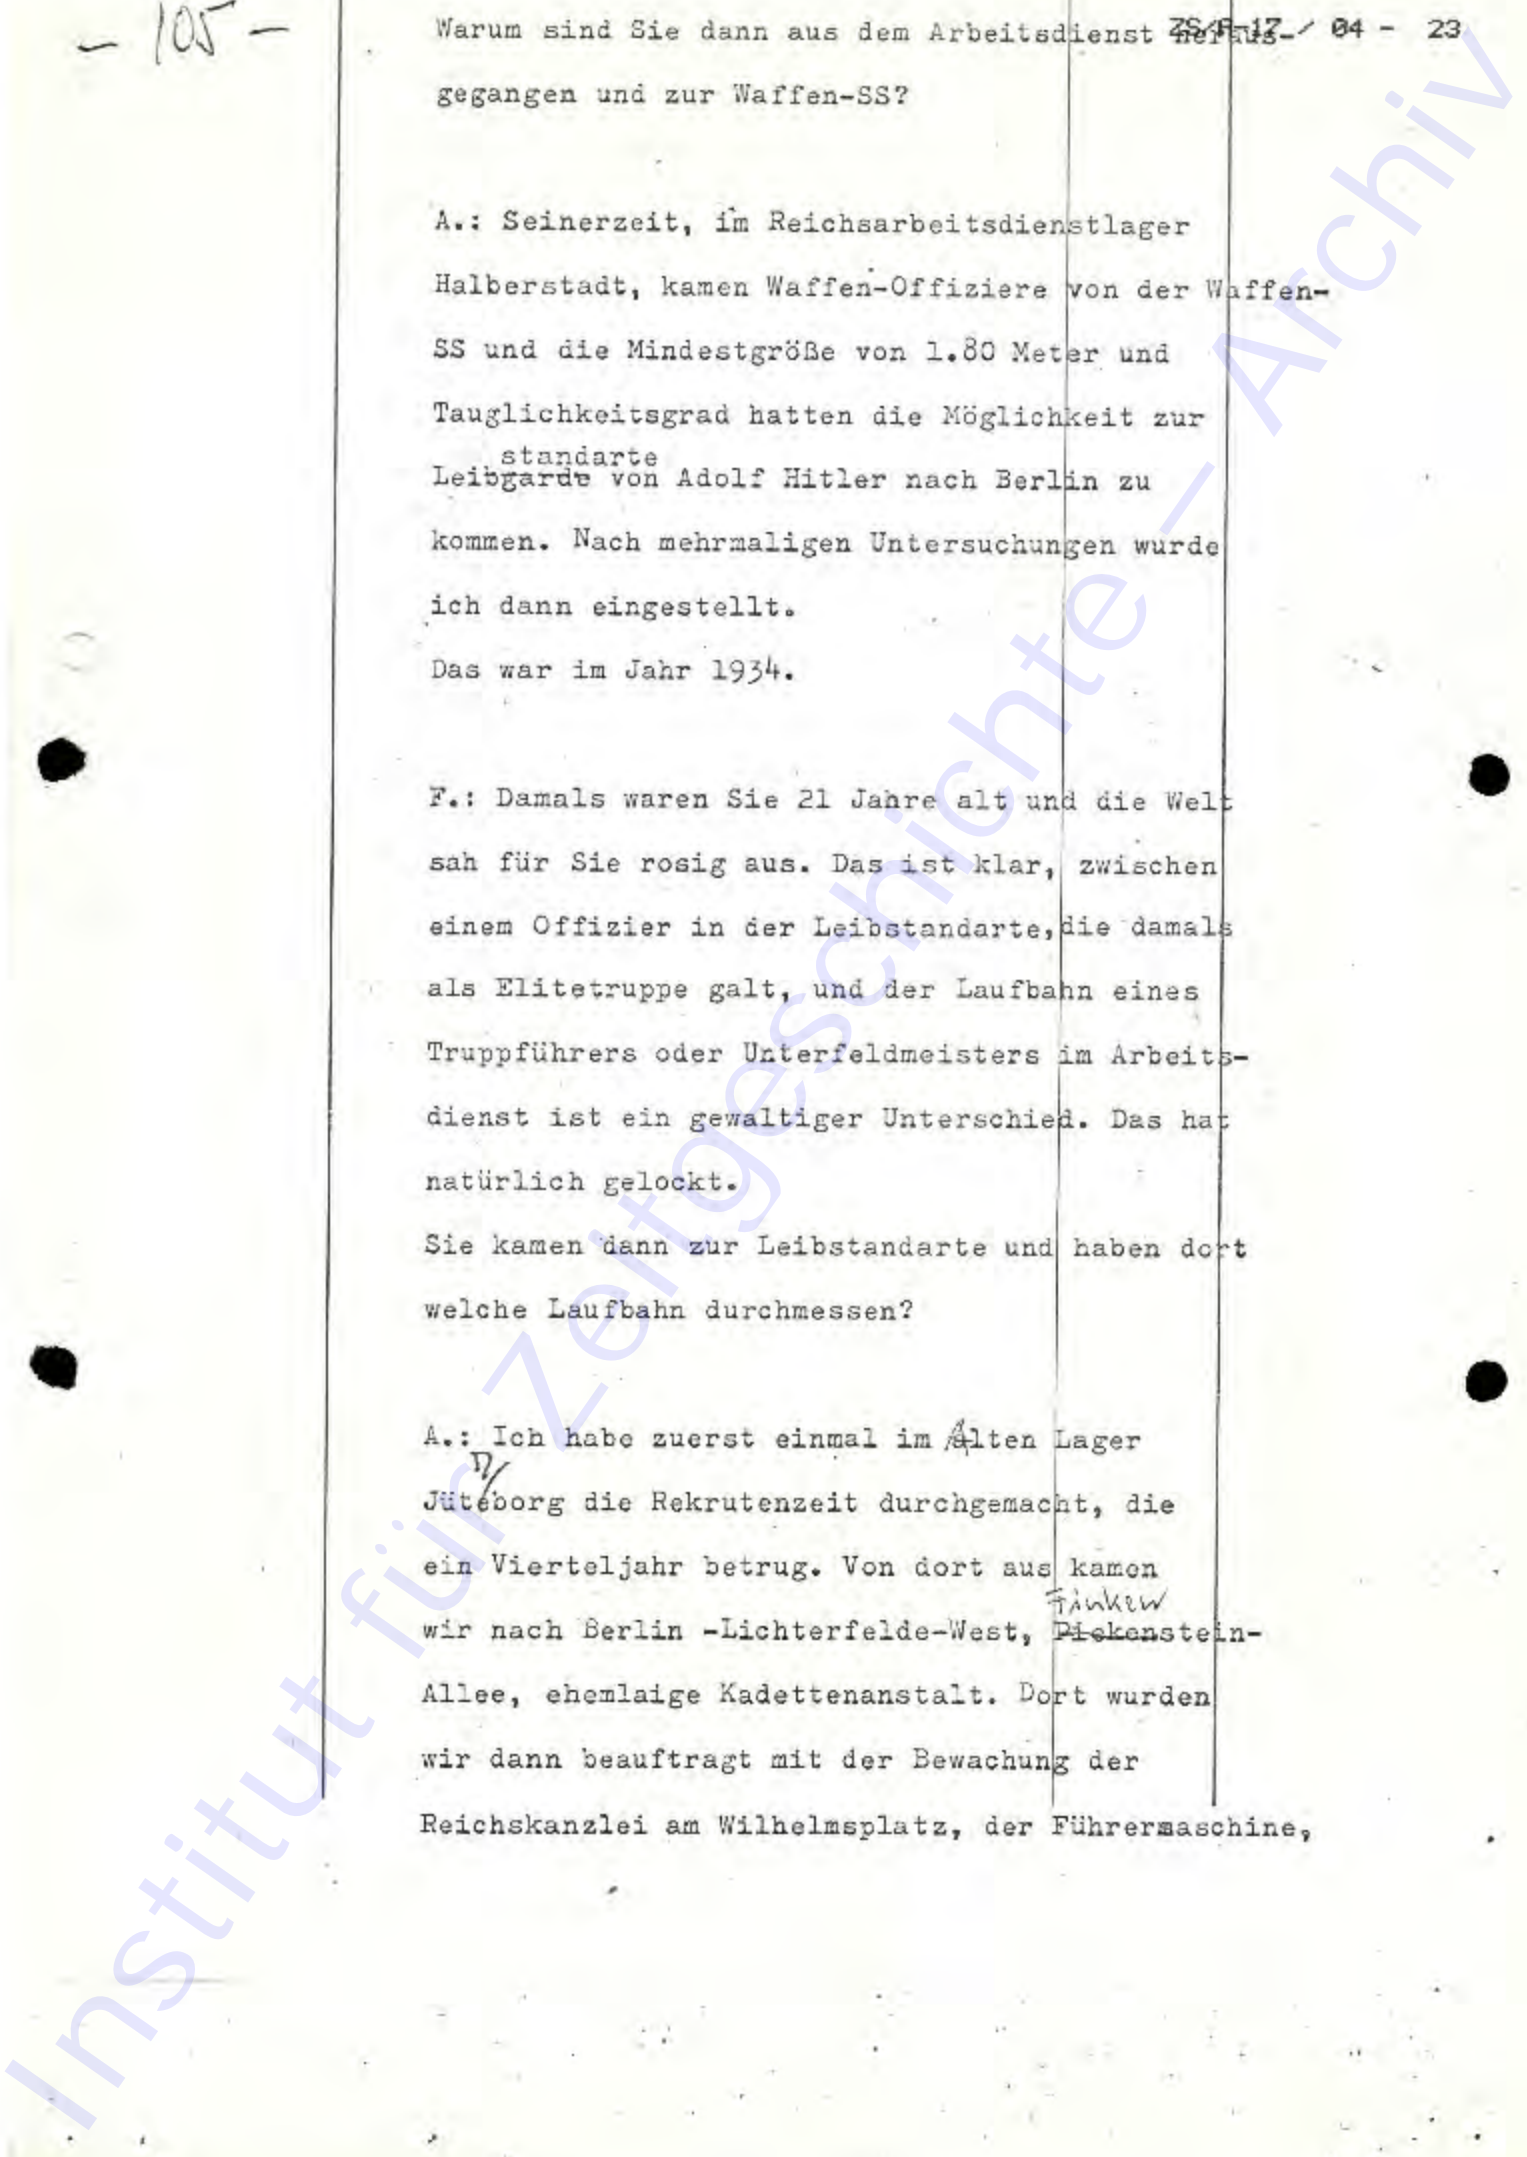 - 105 -
Warum sind Sie dann aus dem Arbeitsdienst heraus- ZS/A-17 / 04 - 23
gegangen und zur Waffen-SS?
A.: Seinerzeit, im Reichsarbeitsdienstlager
Halberstadt, kamen Waffen-Offiziere von der Waffen-
SS und die Mindestgröße von 1.80 Meter und
Tauglichkeitsgrad hatten die Möglichkeit zur
standarte
Leibgarde von Adolf Hitler nach Berlin zu
kommen. Nach mehrmaligen Untersuchungen wurde
ich dann eingestellt.
Das war im Jahr 1934.
F.: Damals waren Sie 21 Jahre alt und die Welt
sah für Sie rosig aus. Das ist klar, zwischen
einem Offizier in der Leibstandarte, die damals
als Elitetruppe galt, und der Laufbahn eines
Truppführers oder Unterfeldmeisters im Arbeits-
dienst ist ein gewaltiger Unterschied. Das hat
natürlich gelockt.
Sie kamen dann zur Leibstandarte und haben dort
welche Laufbahn durchmessen?
A.: Ich habe zuerst einmal im Alten Lager
Jüteborg die Rekrutenzeit durchgemacht, die
ein Vierteljahr betrug. Von dort aus kamen
Finken
wir nach Berlin -Lichterfelde-West, Piekenstein-
Allee, ehemlaige Kadettenanstalt. Dort wurden
wir dann beauftragt mit der Bewachung der
Reichskanzlei am Wilhelmsplatz, der Führermaschine,
Institut für Zeitgeschichte - Archiv